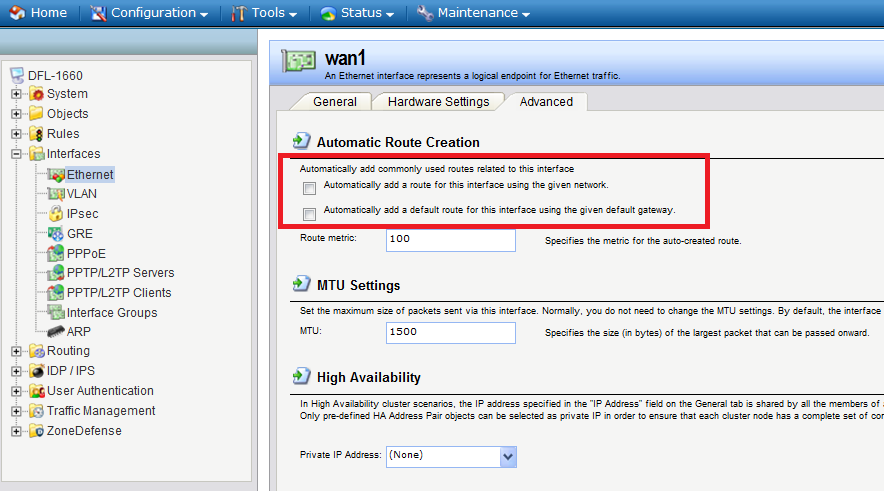 Home Configuration Tools Status Maintenance
DFL-1660
System
Objects
Rules
Interfaces
Ethernet
VLAN
IPsec
GRE
PPPoE
PPTP/L2TP Servers
PPTP/L2TP Clients
Interface Groups
ARP
Routing
IDP / IPS
User Authentication
Traffic Management
ZoneDefense
wan1
An Ethernet interface represents a logical endpoint for Ethernet traffic.
General Hardware Settings Advanced
Automatic Route Creation
Automatically add commonly used routes related to this interface
Automatically add a route for this interface using the given network.
Automatically add a default route for this interface using the given default gateway.
Route metric: 100 Specifies the metric for the auto-created route.
MTU Settings
Set the maximum size of packets sent via this interface. Normally, you do not need to change the MTU settings. By default, the interface
MTU: 1500 Specifies the size (in bytes) of the largest packet that can be passed onward.
High Availability
In High Availability cluster scenarios, the IP address specified in the "IP Address" field on the General tab is shared by all the members of
Only pre-defined HA Address Pair objects can be selected as private IP in order to ensure that each cluster node has a complete set of
Private IP Address: (None)